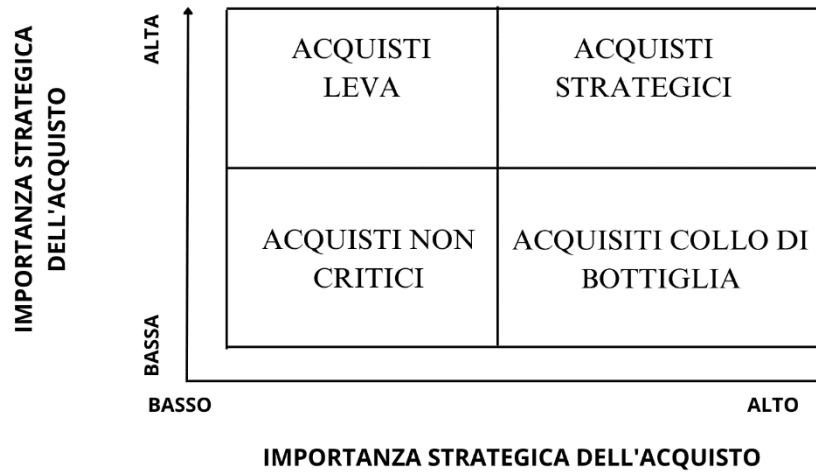 IMPORTANZA STRATEGICA
DELL'ACQUISTO
ALTA
BASSA
ACQUISTI
LEVA
ACQUISTI
STRATEGICI
ACQUISTI NON
CRITICI
ACQUISITI COLLO DI
BOTTIGLIA
BASSO
ALTO
IMPORTANZA STRATEGICA DELL'ACQUISTO